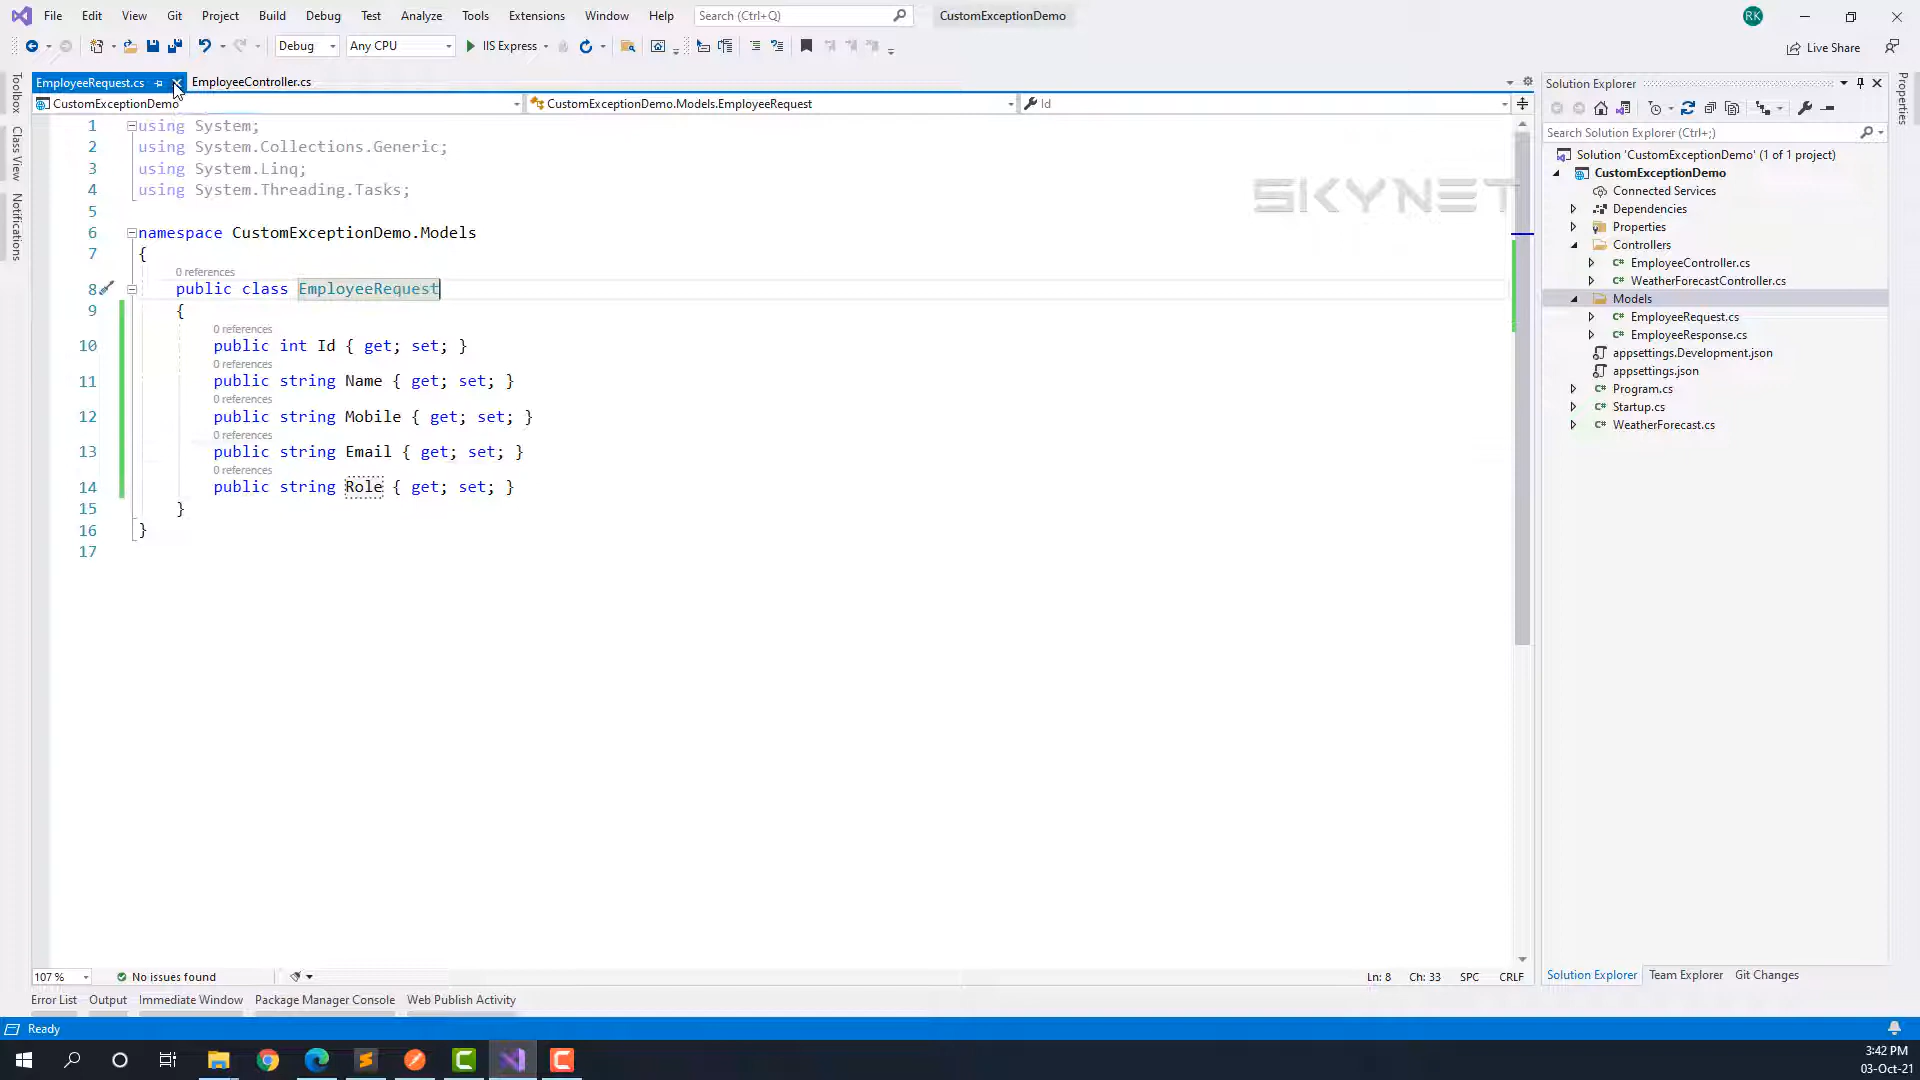 File Edit View Git Project Build Debug Test Analyze Tools Extensions Window Help Search (Ctrl+Q) CustomExceptionDemo RK
Debug Any CPU IIS Express Live Share
EmployeeRequest.cs EmployeeController.cs
CustomExceptionDemo CustomExceptionDemo.Models.EmployeeRequest Id
Toolbox
Class View
Notifications
1 using System;
2 using System.Collections.Generic;
3 using System.Linq;
4 using System.Threading.Tasks;
5
6 namespace CustomExceptionDemo.Models
7 {
0 references
8 public class EmployeeRequest
9 {
0 references
10 public int Id { get; set; }
0 references
11 public string Name { get; set; }
0 references
12 public string Mobile { get; set; }
0 references
13 public string Email { get; set; }
0 references
14 public string Role { get; set; }
15 }
16 }
17
SKYNET
Solution Explorer
Search Solution Explorer (Ctrl+;)
Solution 'CustomExceptionDemo' (1 of 1 project)
CustomExceptionDemo
Connected Services
Dependencies
Properties
Controllers
C# EmployeeController.cs
C# WeatherForecastController.cs
Models
C# EmployeeRequest.cs
C# EmployeeResponse.cs
appsettings.Development.json
appsettings.json
C# Program.cs
C# Startup.cs
C# WeatherForecast.cs
Properties
107 % No issues found Ln: 8 Ch: 33 SPC CRLF
Solution Explorer Team Explorer Git Changes
Error List Output Immediate Window Package Manager Console Web Publish Activity
Ready
3:42 PM
03-Oct-21